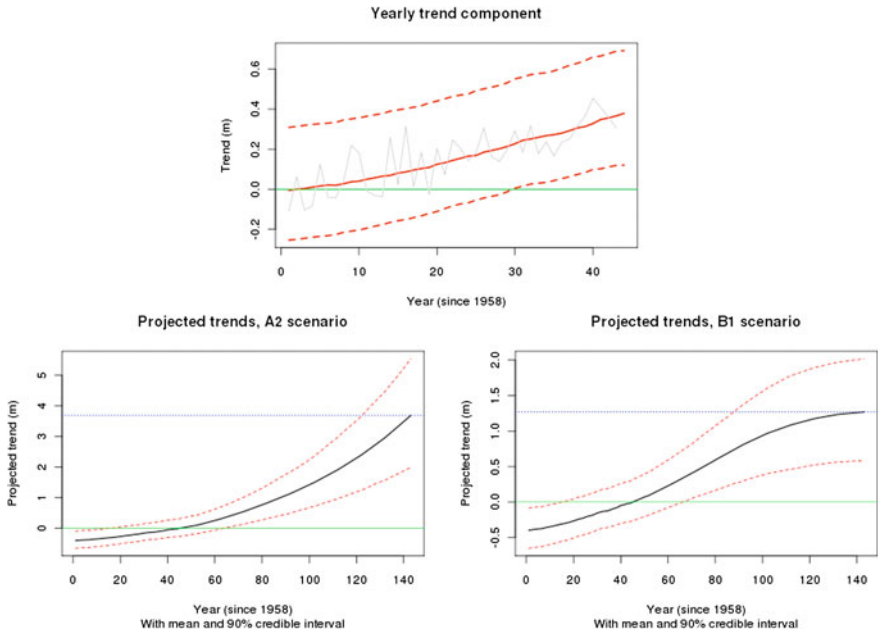 Yearly trend component
Trend (m)
0.6
0.4
0.2
0.0
-0.2
0 10 20 30 40
Year (since 1958)
Projected trends, A2 scenario
Projected trend (m)
5
4
3
2
1
0
0 20 40 60 80 100 120 140
Year (since 1958)
With mean and 90% credible interval
Projected trends, B1 scenario
Projected trend (m)
2.0
1.5
1.0
0.5
0.0
-0.5
0 20 40 60 80 100 120 140
Year (since 1958)
With mean and 90% credible interval